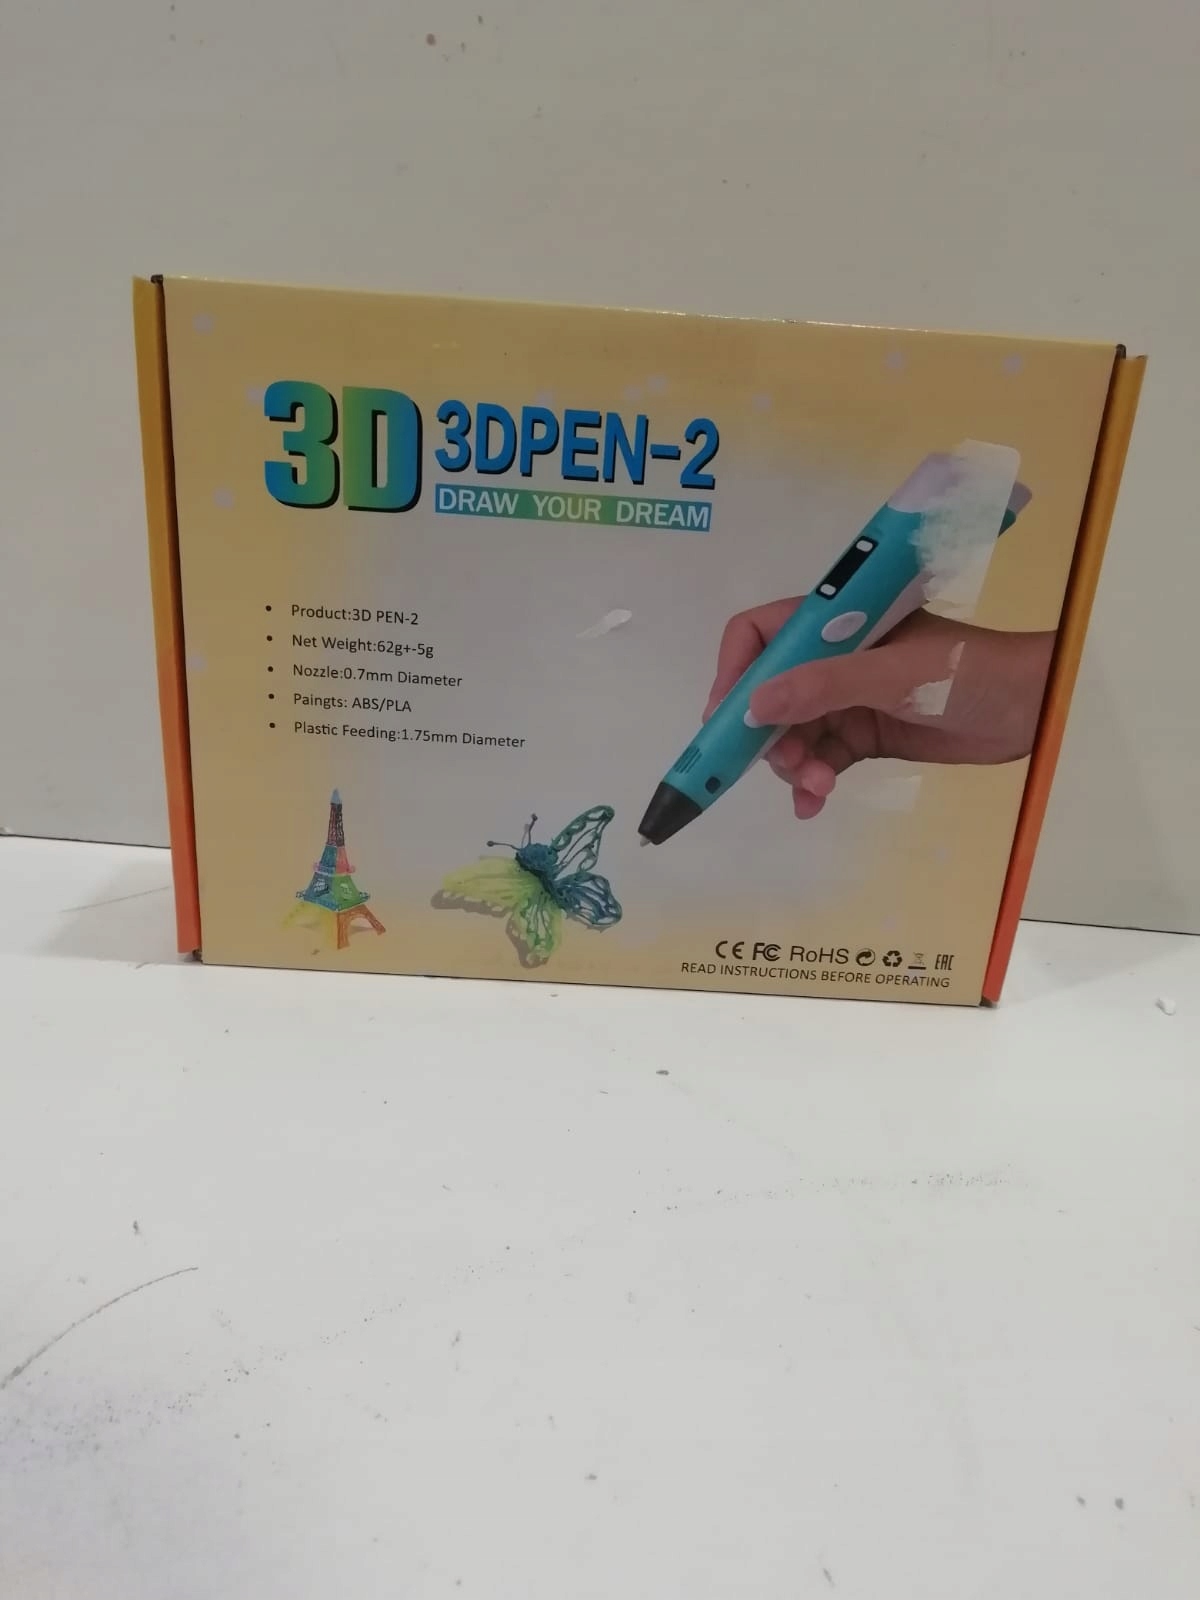 3D 3DPEN-2
DRAW YOUR DREAM
• Product:3D PEN-2
• Net Weight:62g+-5g
• Nozzle:0.7mm Diameter
• Paingts: ABS/PLA
• Plastic Feeding:1.75mm Diameter
CE FC RoHS EAC
READ INSTRUCTIONS BEFORE OPERATING